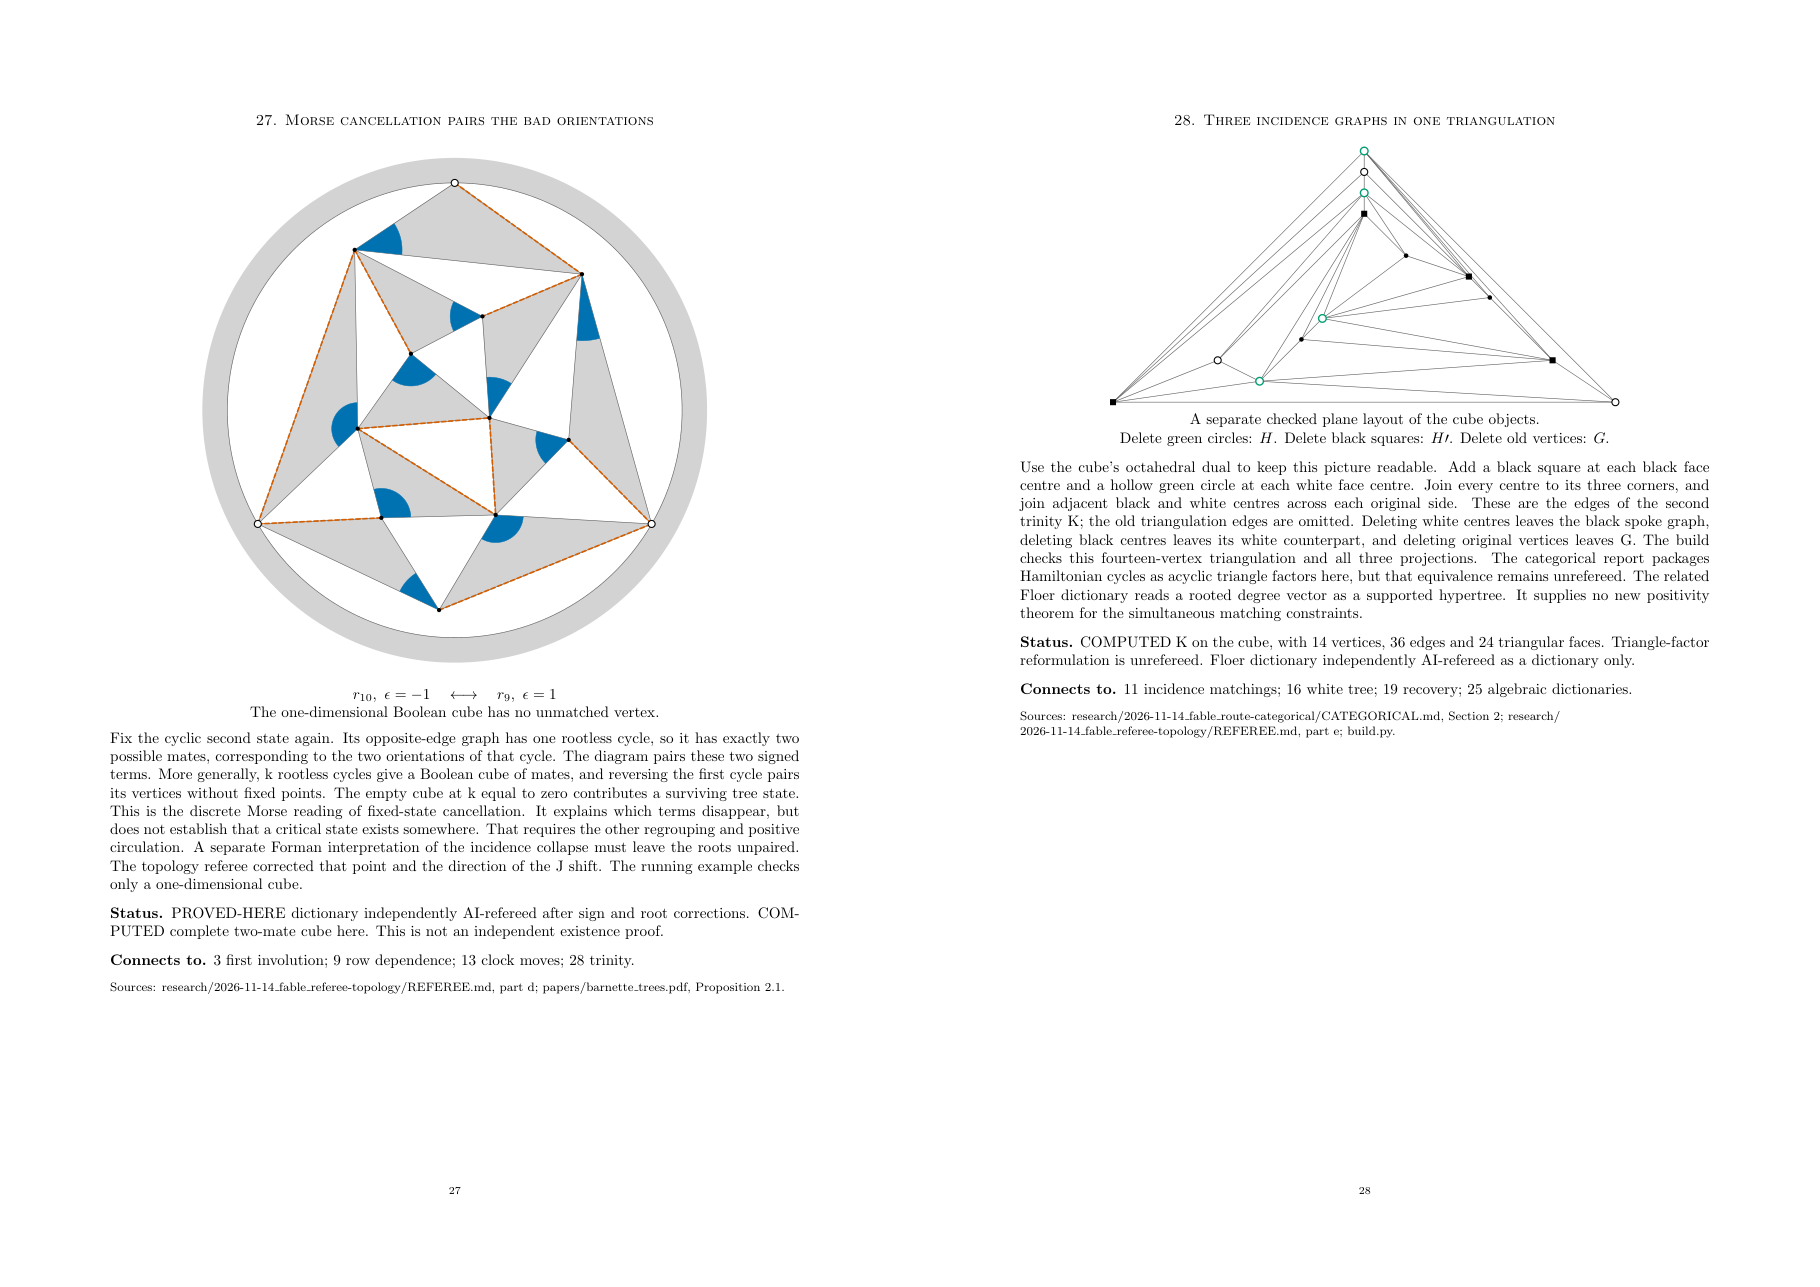 27. Morse cancellation pairs the bad orientations
r10, ϵ = −1 ⟷ r9, ϵ = 1
The one-dimensional Boolean cube has no unmatched vertex.
Fix the cyclic second state again. Its opposite-edge graph has one rootless cycle, so it has exactly two
possible mates, corresponding to the two orientations of that cycle. The diagram pairs these two signed
terms. More generally, k rootless cycles give a Boolean cube of mates, and reversing the first cycle pairs
its vertices without fixed points. The empty cube at k equal to zero contributes a surviving tree state.
This is the discrete Morse reading of fixed-state cancellation. It explains which terms disappear, but
does not establish that a critical state exists somewhere. That requires the other regrouping and positive
circulation. A separate Forman interpretation of the incidence collapse must leave the roots unpaired.
The topology referee corrected that point and the direction of the J shift. The running example checks
only a one-dimensional cube.
Status. PROVED-HERE dictionary independently AI-refereed after sign and root corrections. COM-
PUTED complete two-mate cube here. This is not an independent existence proof.
Connects to. 3 first involution; 9 row dependence; 13 clock moves; 28 trinity.
Sources: research/2026-11-14_fable_referee-topology/REFEREE.md, part d; papers/barnette_trees.pdf, Proposition 2.1.
27
28. Three incidence graphs in one triangulation
A separate checked plane layout of the cube objects.
Delete green circles: H. Delete black squares: H′. Delete old vertices: G.
Use the cube's octahedral dual to keep this picture readable. Add a black square at each black face
centre and a hollow green circle at each white face centre. Join every centre to its three corners, and
join adjacent black and white centres across each original side. These are the edges of the second
trinity K; the old triangulation edges are omitted. Deleting white centres leaves the black spoke graph,
deleting black centres leaves its white counterpart, and deleting original vertices leaves G. The build
checks this fourteen-vertex triangulation and all three projections. The categorical report packages
Hamiltonian cycles as acyclic triangle factors here, but that equivalence remains unrefereed. The related
Floer dictionary reads a rooted degree vector as a supported hypertree. It supplies no new positivity
theorem for the simultaneous matching constraints.
Status. COMPUTED K on the cube, with 14 vertices, 36 edges and 24 triangular faces. Triangle-factor
reformulation is unrefereed. Floer dictionary independently AI-refereed as a dictionary only.
Connects to. 11 incidence matchings; 16 white tree; 19 recovery; 25 algebraic dictionaries.
Sources: research/2026-11-14_fable_route-categorical/CATEGORICAL.md, Section 2; research/
2026-11-14_fable_referee-topology/REFEREE.md, part e; build.py.
28